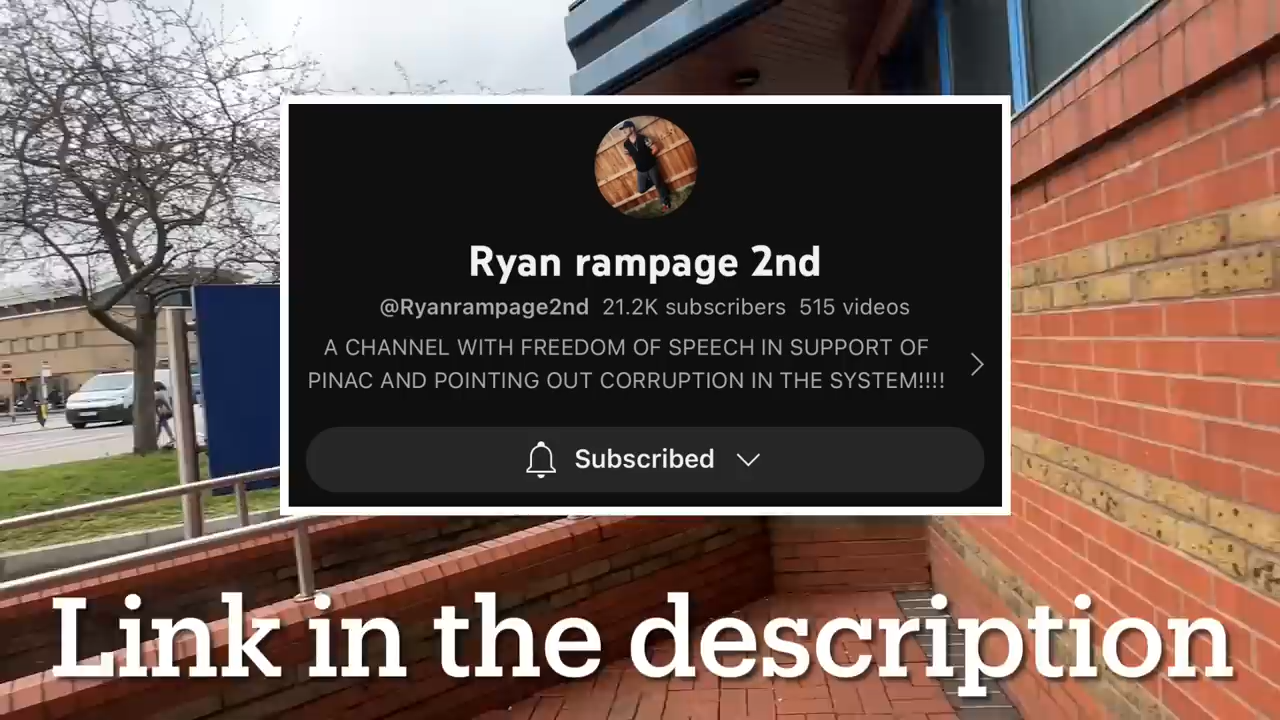 Ryan rampage 2nd
@Ryanrampage2nd 21.2K subscribers 515 videos
A CHANNEL WITH FREEDOM OF SPEECH IN SUPPORT OF
PINAC AND POINTING OUT CORRUPTION IN THE SYSTEM!!!!
Subscribed
Link in the description